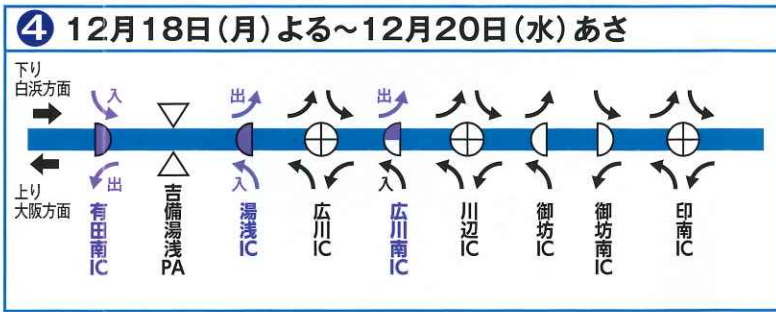 ④ 12月18日(月)よる～12月20日(水)あさ
下り
白浜方面
入
出
出
入
出
入
上り
大阪方面
有田南IC
吉備湯浅PA
湯浅IC
広川IC
広川南IC
川辺IC
御坊IC
御坊南IC
印南IC